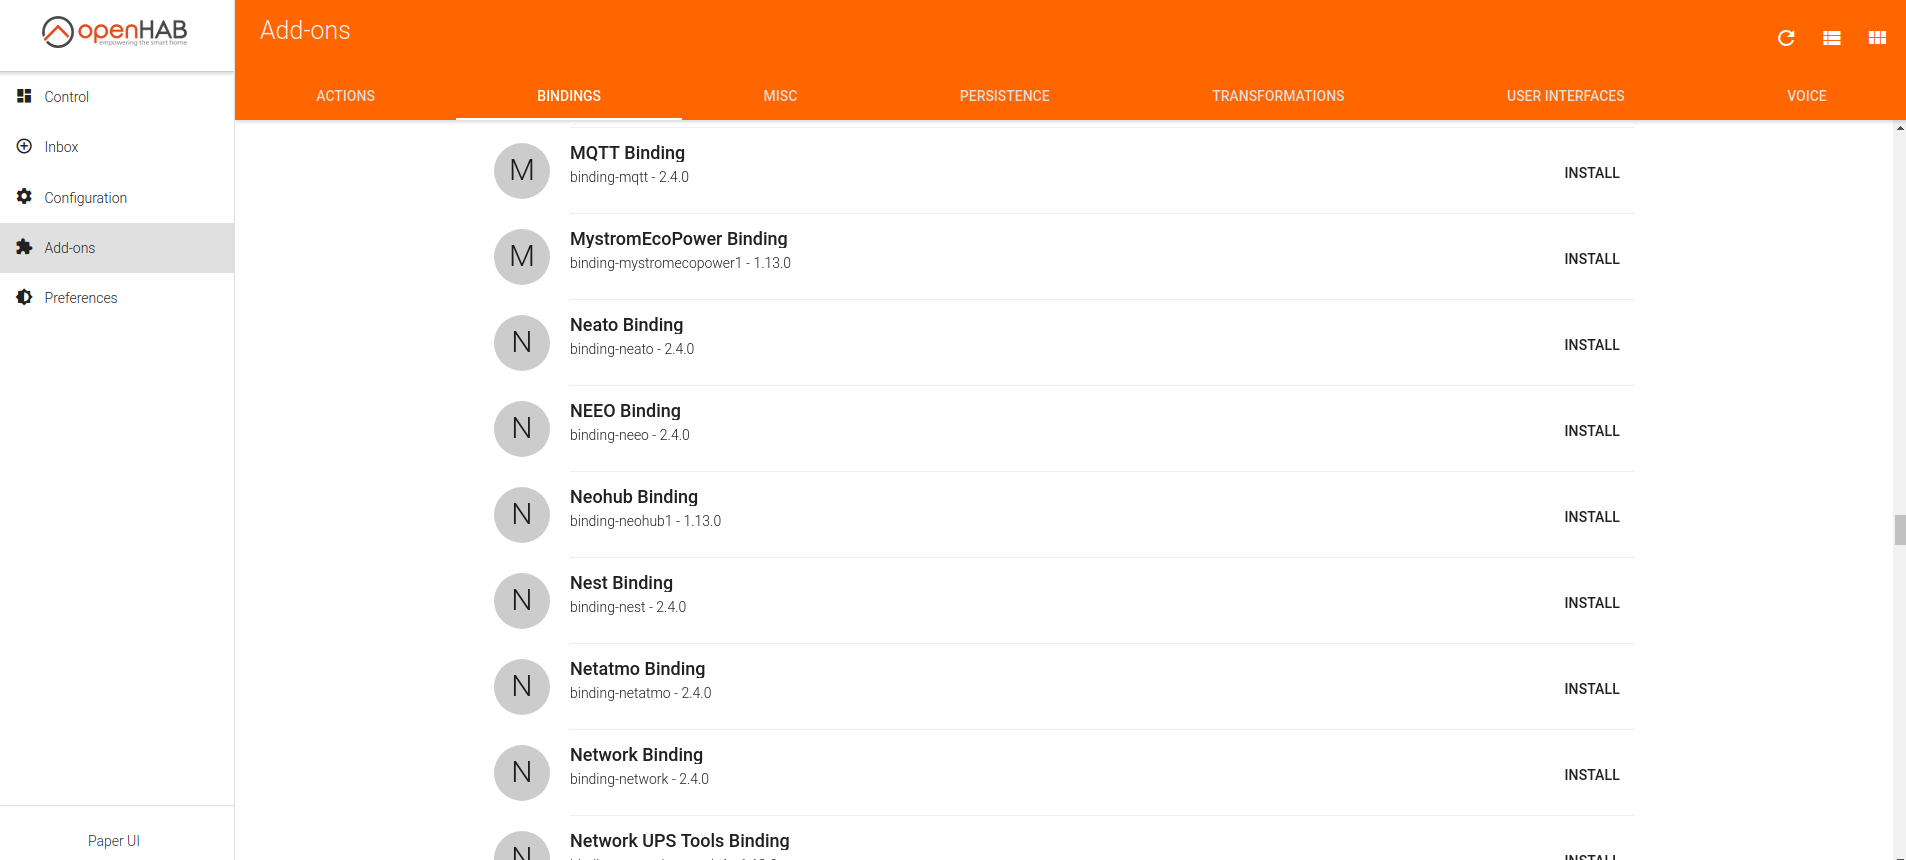 openHAB
empowering the smart home
Add-ons
Control
Inbox
Configuration
Add-ons
Preferences
Paper UI
ACTIONS
BINDINGS
MISC
PERSISTENCE
TRANSFORMATIONS
USER INTERFACES
VOICE
M
MQTT Binding
binding-mqtt - 2.4.0
INSTALL
M
MystromEcoPower Binding
binding-mystromecopower1 - 1.13.0
INSTALL
N
Neato Binding
binding-neato - 2.4.0
INSTALL
N
NEEO Binding
binding-neeo - 2.4.0
INSTALL
N
Neohub Binding
binding-neohub1 - 1.13.0
INSTALL
N
Nest Binding
binding-nest - 2.4.0
INSTALL
N
Netatmo Binding
binding-netatmo - 2.4.0
INSTALL
N
Network Binding
binding-network - 2.4.0
INSTALL
N
Network UPS Tools Binding
INSTALL